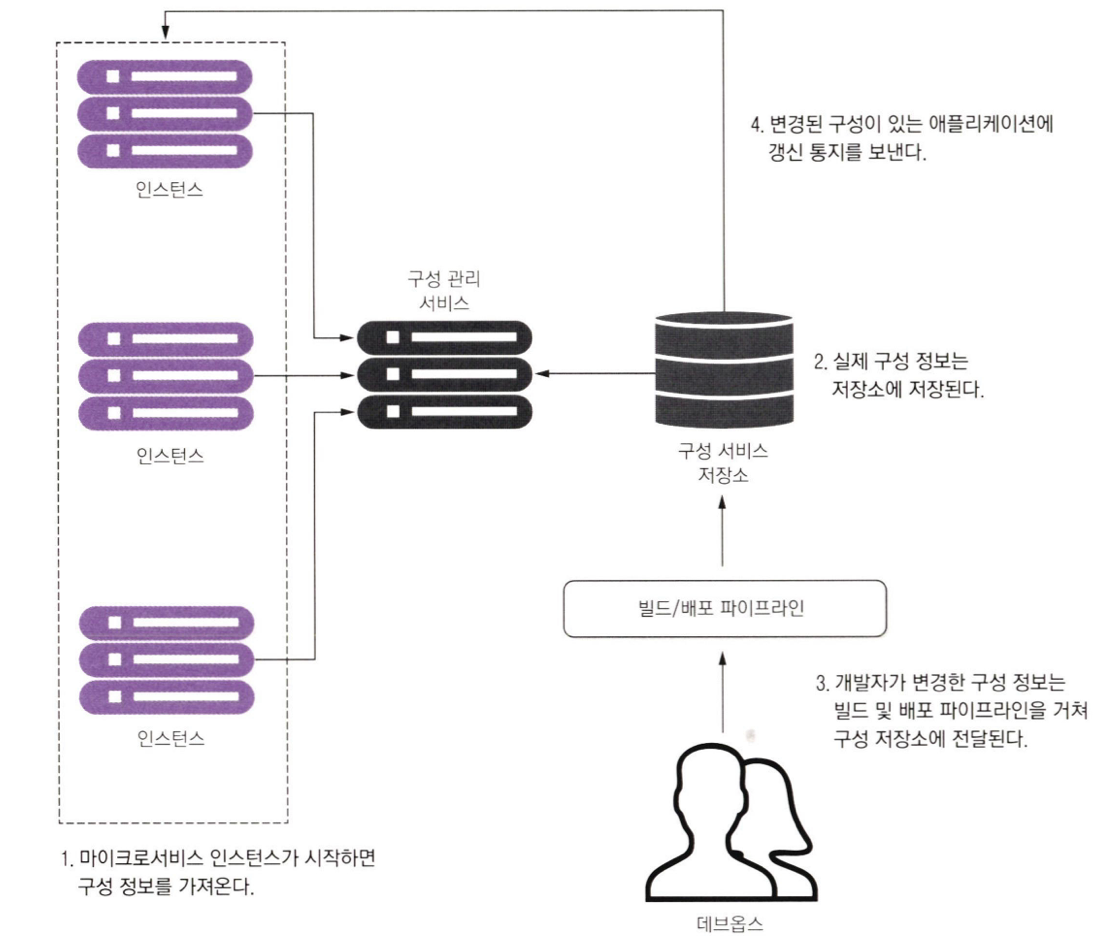 4. 변경된 구성이 있는 애플리케이션에
갱신 통지를 보낸다.
인스턴스
구성 관리
서비스
2. 실제 구성 정보는
저장소에 저장된다.
인스턴스
구성 서비스
저장소
빌드/배포 파이프라인
3. 개발자가 변경한 구성 정보는
빌드 및 배포 파이프라인을 거쳐
구성 저장소에 전달된다.
인스턴스
1. 마이크로서비스 인스턴스가 시작하면
구성 정보를 가져온다.
데브옵스